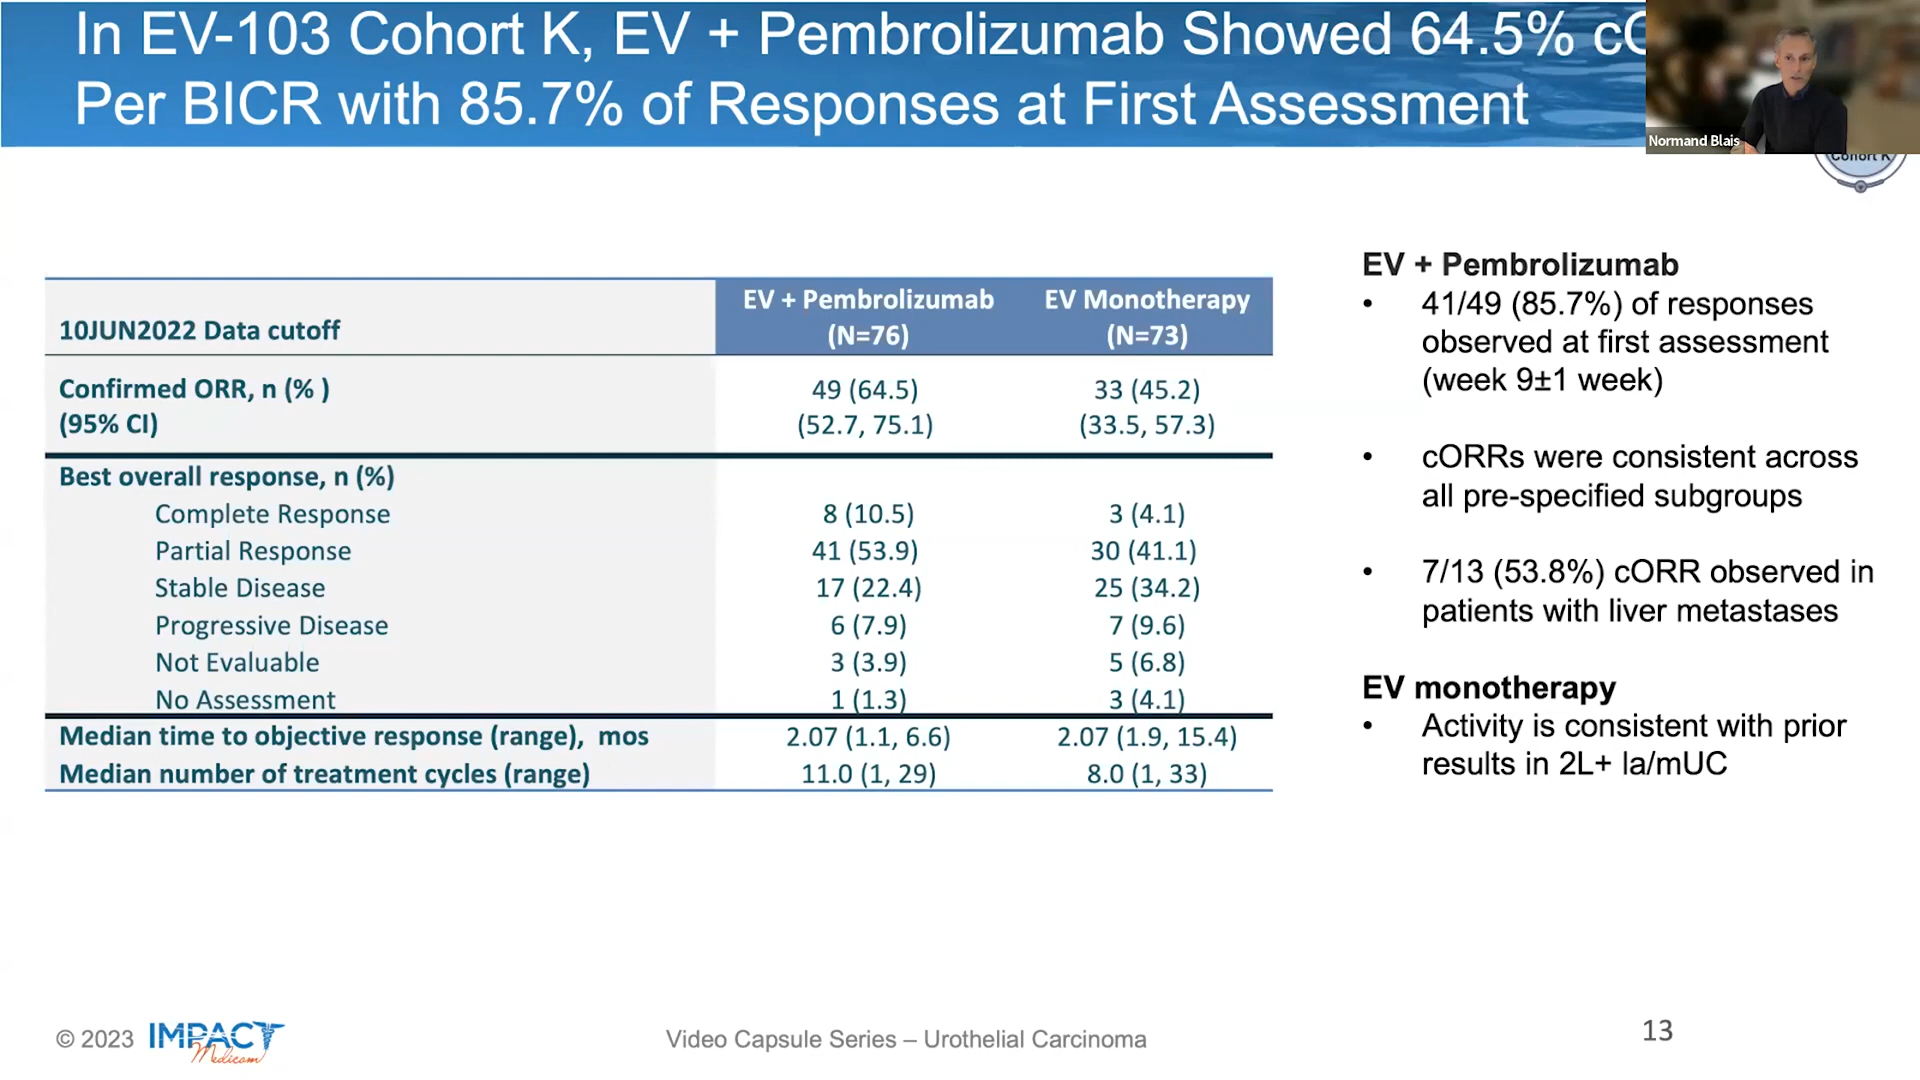 In EV-103 Cohort K, EV + Pembrolizumab Showed 64.5%
Per BICR with 85.7% of Responses at First Assessment
Normand Blais
Cohort K
10JUN2022 Data cutoff
EV + Pembrolizumab (N=76)
EV Monotherapy (N=73)
Confirmed ORR, n (% ) 49 (64.5) 33 (45.2)
(95% CI) (52.7, 75.1) (33.5, 57.3)
Best overall response, n (%)
Complete Response 8 (10.5) 3 (4.1)
Partial Response 41 (53.9) 30 (41.1)
Stable Disease 17 (22.4) 25 (34.2)
Progressive Disease 6 (7.9) 7 (9.6)
Not Evaluable 3 (3.9) 5 (6.8)
No Assessment 1 (1.3) 3 (4.1)
Median time to objective response (range), mos 2.07 (1.1, 6.6) 2.07 (1.9, 15.4)
Median number of treatment cycles (range) 11.0 (1, 29) 8.0 (1, 33)
EV + Pembrolizumab
• 41/49 (85.7%) of responses
observed at first assessment
(week 9±1 week)
• cORRs were consistent across
all pre-specified subgroups
• 7/13 (53.8%) cORR observed in
patients with liver metastases
EV monotherapy
• Activity is consistent with prior
results in 2L+ la/mUC
© 2023 IMPACT
Medicom
Video Capsule Series – Urothelial Carcinoma
13